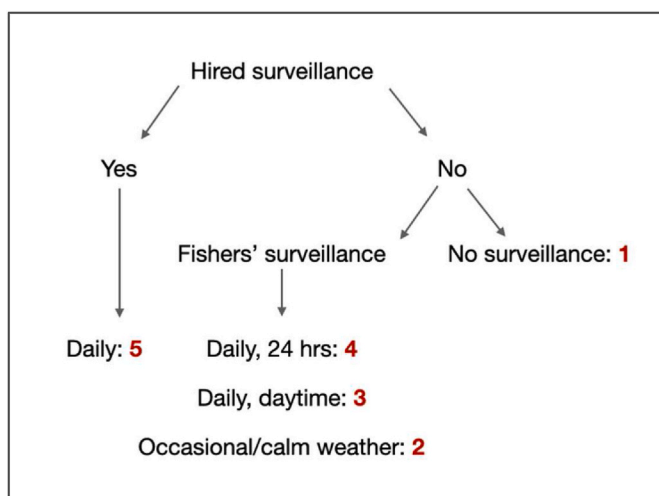 Hired surveillance
Yes
No
Fishers' surveillance
No surveillance: 1
Daily: 5
Daily, 24 hrs: 4
Daily, daytime: 3
Occasional/calm weather: 2